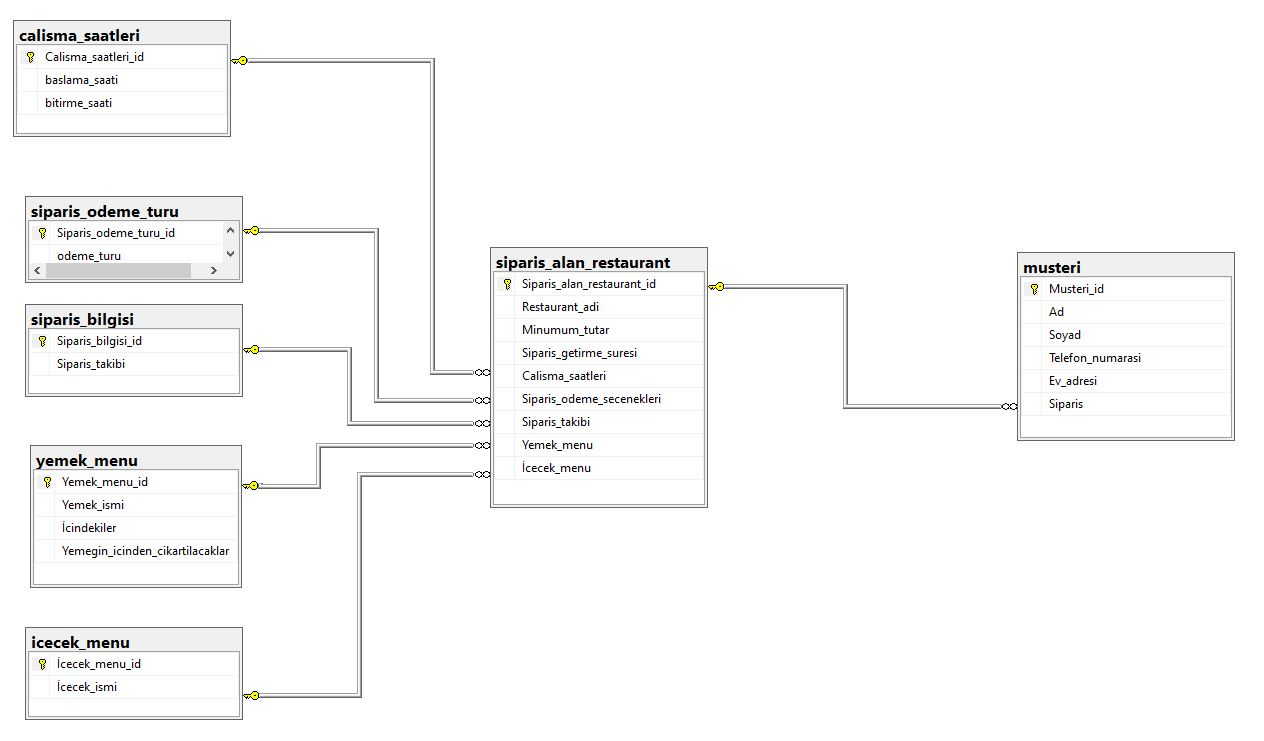 calisma_saatleri
Calisma_saatleri_id
baslama_saati
bitirme_saati
siparis_odeme_turu
Siparis_odeme_turu_id
odeme_turu
siparis_bilgisi
Siparis_bilgisi_id
Siparis_takibi
yemek_menu
Yemek_menu_id
Yemek_ismi
İcindekiler
Yemegin_icinden_cikartilacaklar
icecek_menu
İcecek_menu_id
İcecek_ismi
siparis_alan_restaurant
Siparis_alan_restaurant_id
Restaurant_adi
Minumum_tutar
Siparis_getirme_suresi
Calisma_saatleri
Siparis_odeme_secenekleri
Siparis_takibi
Yemek_menu
İcecek_menu
musteri
Musteri_id
Ad
Soyad
Telefon_numarasi
Ev_adresi
Siparis